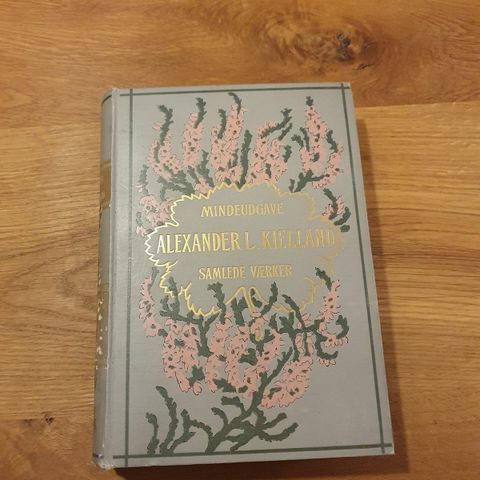 MINDEUDGAVE
ALEXANDER L. KIELLAND
SAMLEDE VÆRKER